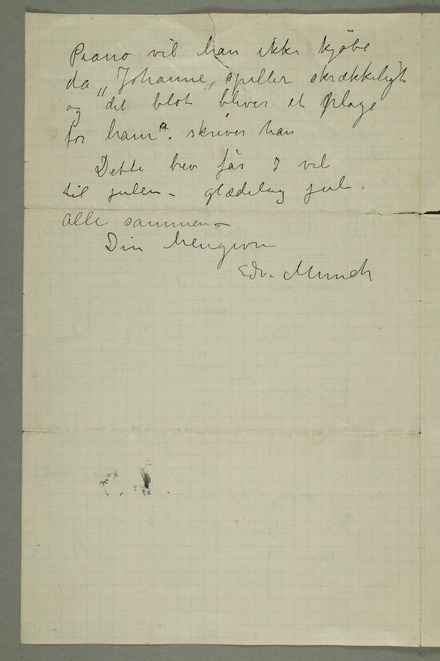 Piano vil han ikke kjøbe
da „Johanne„ spiller skrækkeligt
og det blot bliver et plage
for ham". skriver han
Dette brev får I vel
til julen – glædelig jul.
alle sammen –
Din hengivne
Edv. Munch